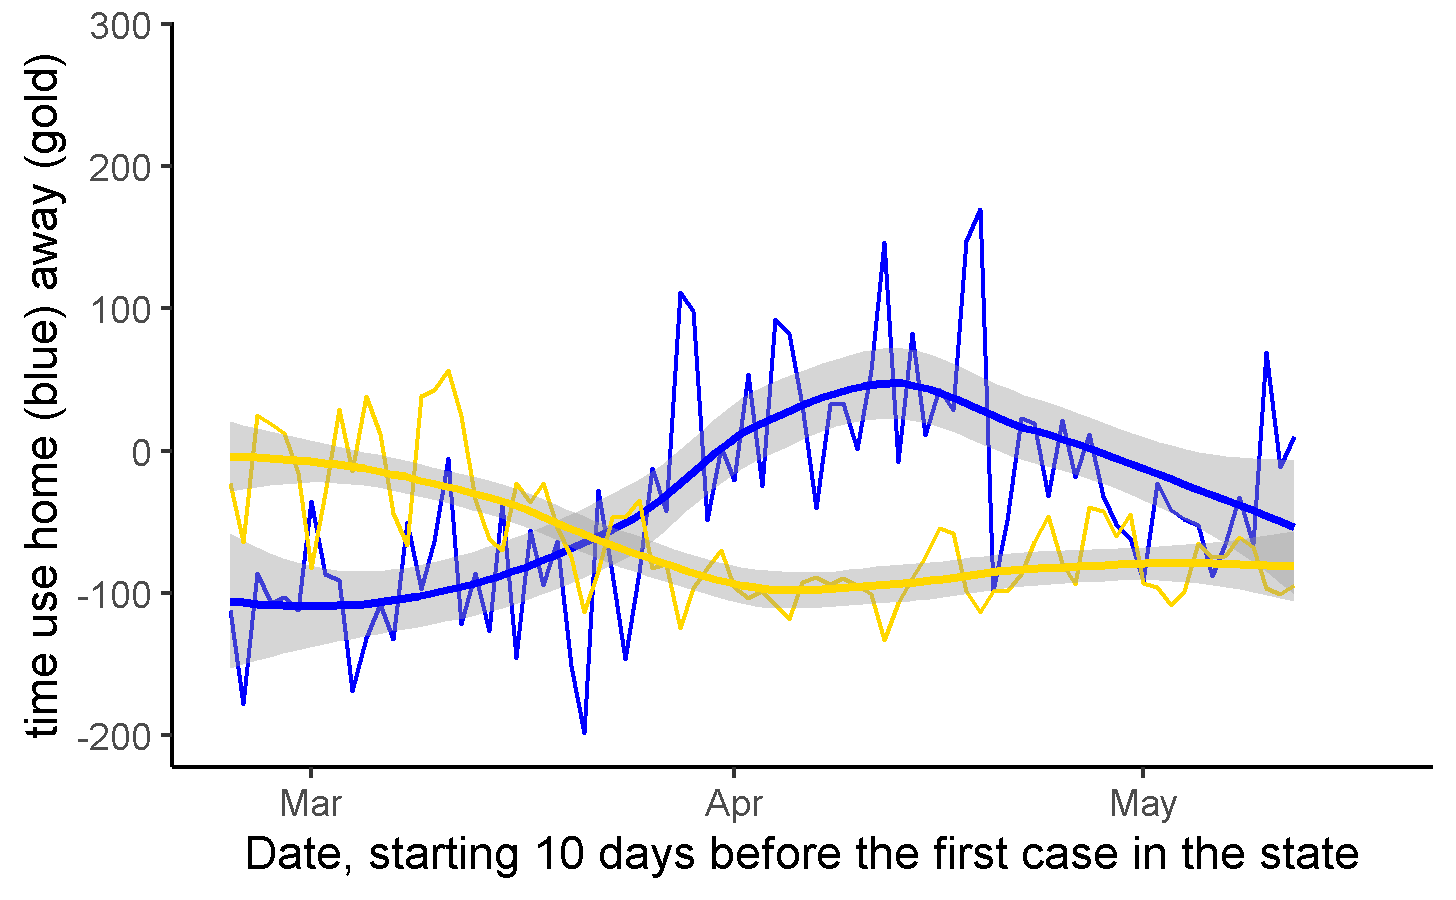 time use home (blue) away (gold)
300
200
100
0
-100
-200
Mar Apr May
Date, starting 10 days before the first case in the state